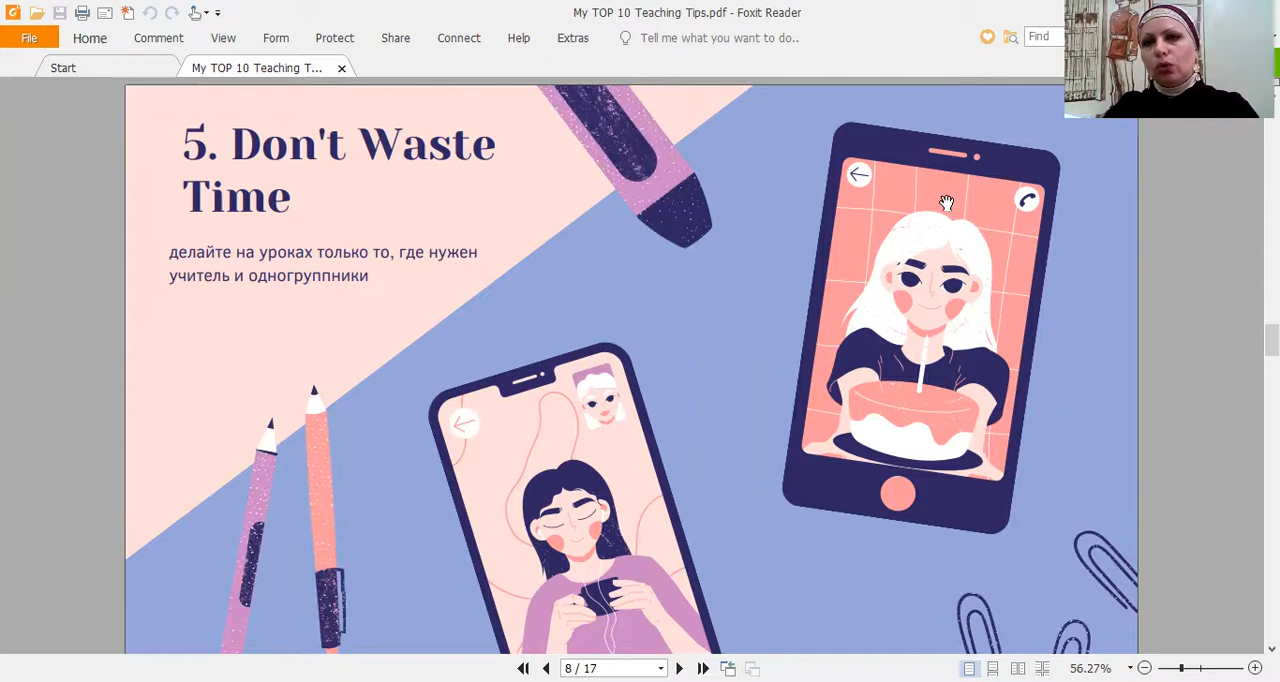 My TOP 10 Teaching Tips.pdf - Foxit Reader
File Home Comment View Form Protect Share Connect Help Extras Tell me what you want to do.. Find
Start My TOP 10 Teaching T...
5. Don't Waste
Time
делайте на уроках только то, где нужен
учитель и одногруппники
8 / 17
56.27%